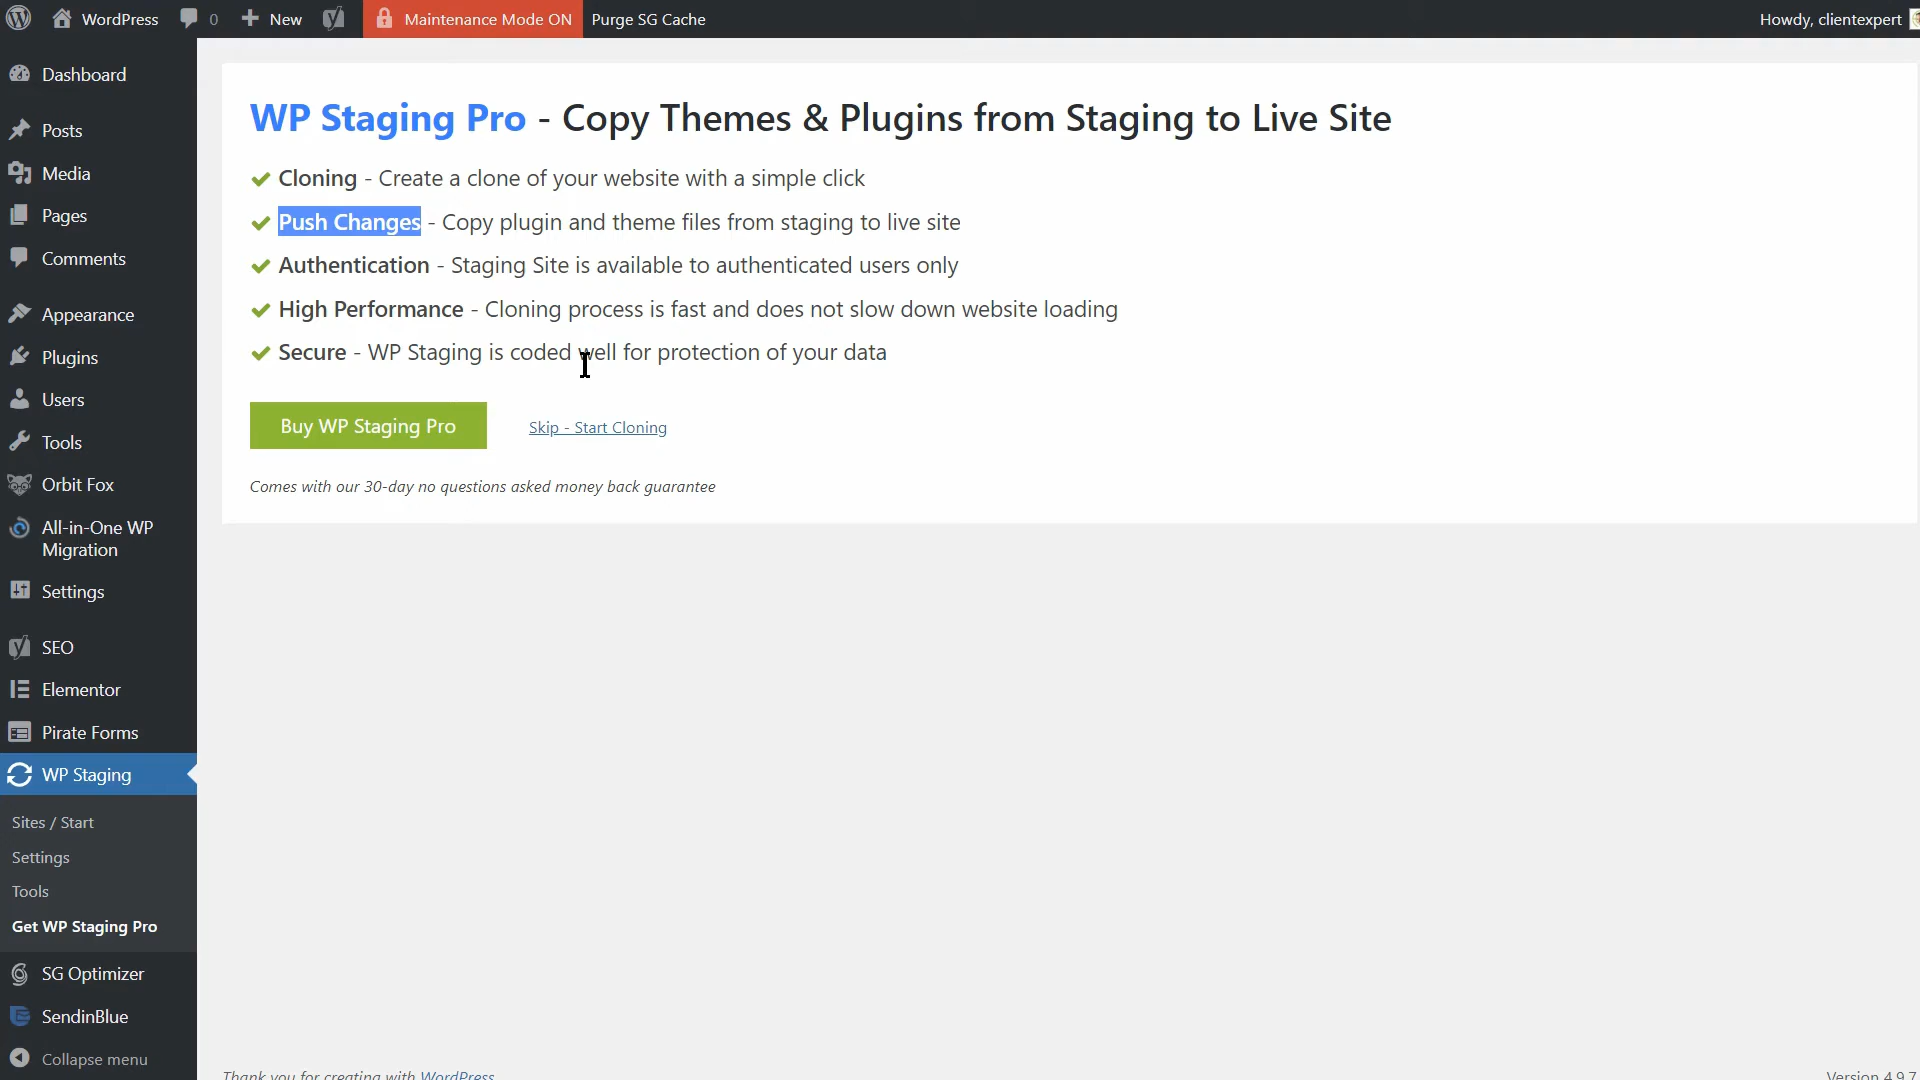 WordPress 0 New Maintenance Mode ON Purge SG Cache Howdy, clientexpert
Dashboard
Posts
Media
Pages
Comments
Appearance
Plugins
Users
Tools
Orbit Fox
All-in-One WP
Migration
Settings
SEO
Elementor
Pirate Forms
WP Staging
Sites / Start
Settings
Tools
Get WP Staging Pro
SG Optimizer
SendinBlue
Collapse menu
WP Staging Pro - Copy Themes & Plugins from Staging to Live Site
Cloning - Create a clone of your website with a simple click
Push Changes - Copy plugin and theme files from staging to live site
Authentication - Staging Site is available to authenticated users only
High Performance - Cloning process is fast and does not slow down website loading
Secure - WP Staging is coded well for protection of your data
Buy WP Staging Pro Skip - Start Cloning
Comes with our 30-day no questions asked money back guarantee
Thank you for creating with WordPress
Version 4.9.7